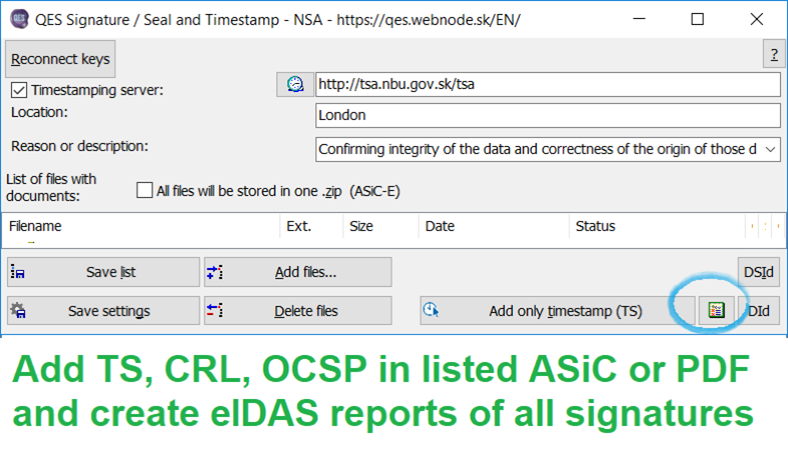 QES Signature / Seal and Timestamp - NSA - https://qes.webnode.sk/EN/
Reconnect keys
?
Timestamping server:
http://tsa.nbu.gov.sk/tsa
Location:
London
Reason or description:
Confirming integrity of the data and correctness of the origin of those d
List of files with
documents:
All files will be stored in one .zip (ASiC-E)
Filename Ext. Size Date Status
Save list
Add files...
DSId
Save settings
Delete files
Add only timestamp (TS)
DId
Add TS, CRL, OCSP in listed ASiC or PDF
and create eIDAS reports of all signatures